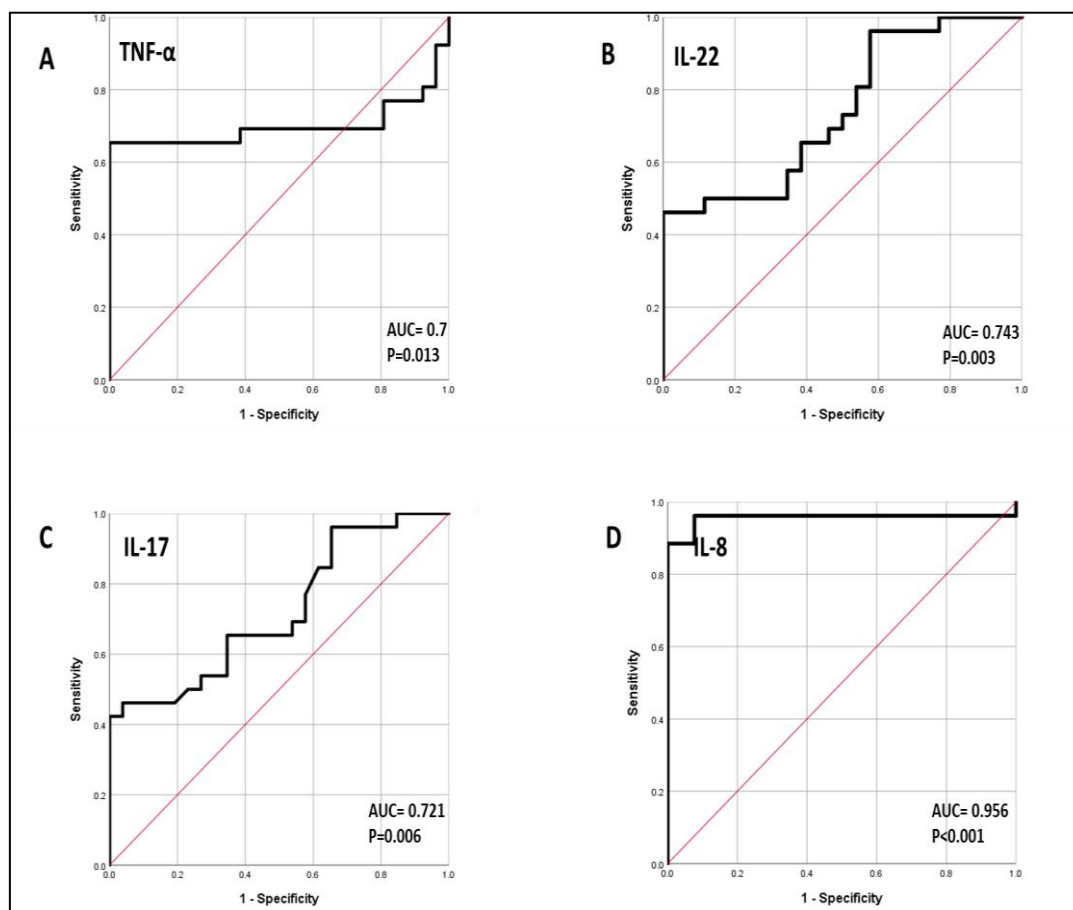 A
TNF-α
1.0
0.8
0.6
0.4
0.2
0.0
Sensitivity
AUC= 0.7
P=0.013
0.0 0.2 0.4 0.6 0.8 1.0
1 - Specificity
B
IL-22
1.0
0.8
0.6
0.4
0.2
0.0
Sensitivity
AUC= 0.743
P=0.003
0.0 0.2 0.4 0.6 0.8 1.0
1 - Specificity
C
IL-17
1.0
0.8
0.6
0.4
0.2
0.0
Sensitivity
AUC= 0.721
P=0.006
0.0 0.2 0.4 0.6 0.8 1.0
1 - Specificity
D
IL-8
1.0
0.8
0.6
0.4
0.2
0.0
Sensitivity
AUC= 0.956
P<0.001
0.0 0.2 0.4 0.6 0.8 1.0
1 - Specificity